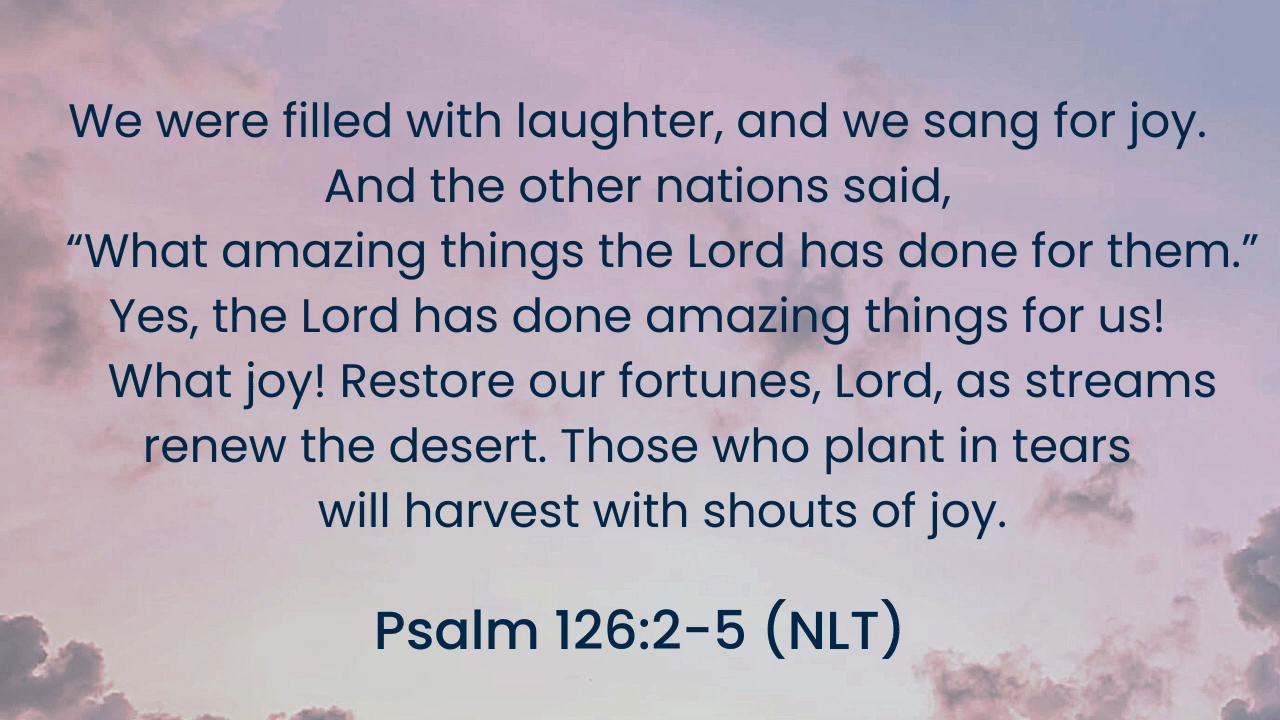 We were filled with laughter, and we sang for joy.
And the other nations said,
“What amazing things the Lord has done for them.”
Yes, the Lord has done amazing things for us!
What joy! Restore our fortunes, Lord, as streams
renew the desert. Those who plant in tears
will harvest with shouts of joy.
Psalm 126:2-5 (NLT)